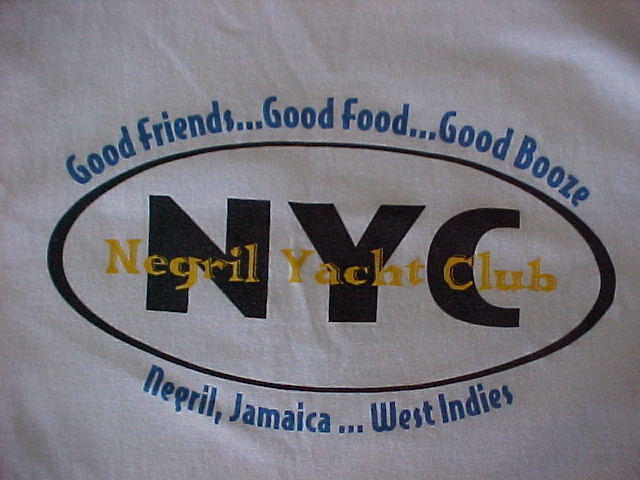 Good Friends...Good Food...Good Booze
NYC
Negril Yacht Club
Negril, Jamaica ... West Indies